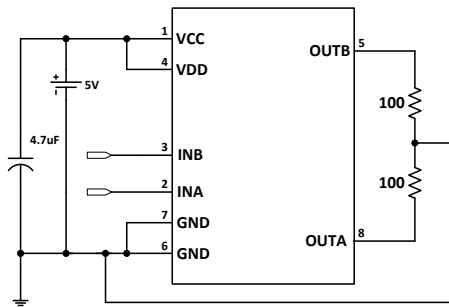 1 VCC
OUTB 5
4 VDD
5V
100
4.7uF
3 INB
100
2 INA
7 GND
OUTA 8
6 GND